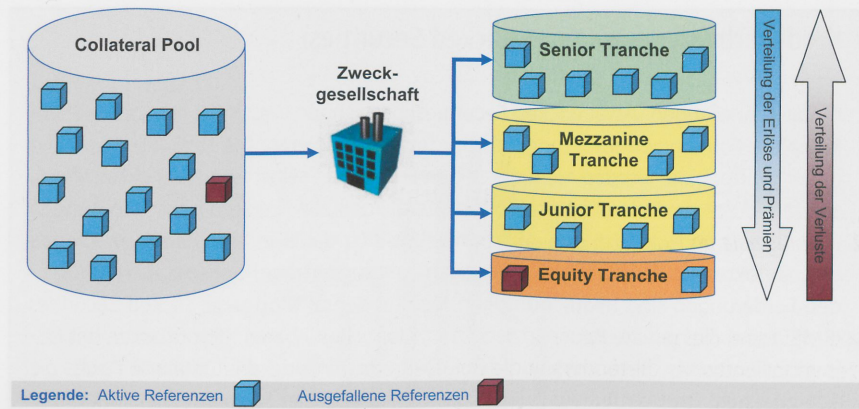 Collateral Pool
Zweck-
gesellschaft
Senior Tranche
Mezzanine
Tranche
Junior Tranche
Equity Tranche
Verteilung der Erlöse und Prämien
Verteilung der Verluste
Legende: Aktive Referenzen
Ausgefallene Referenzen